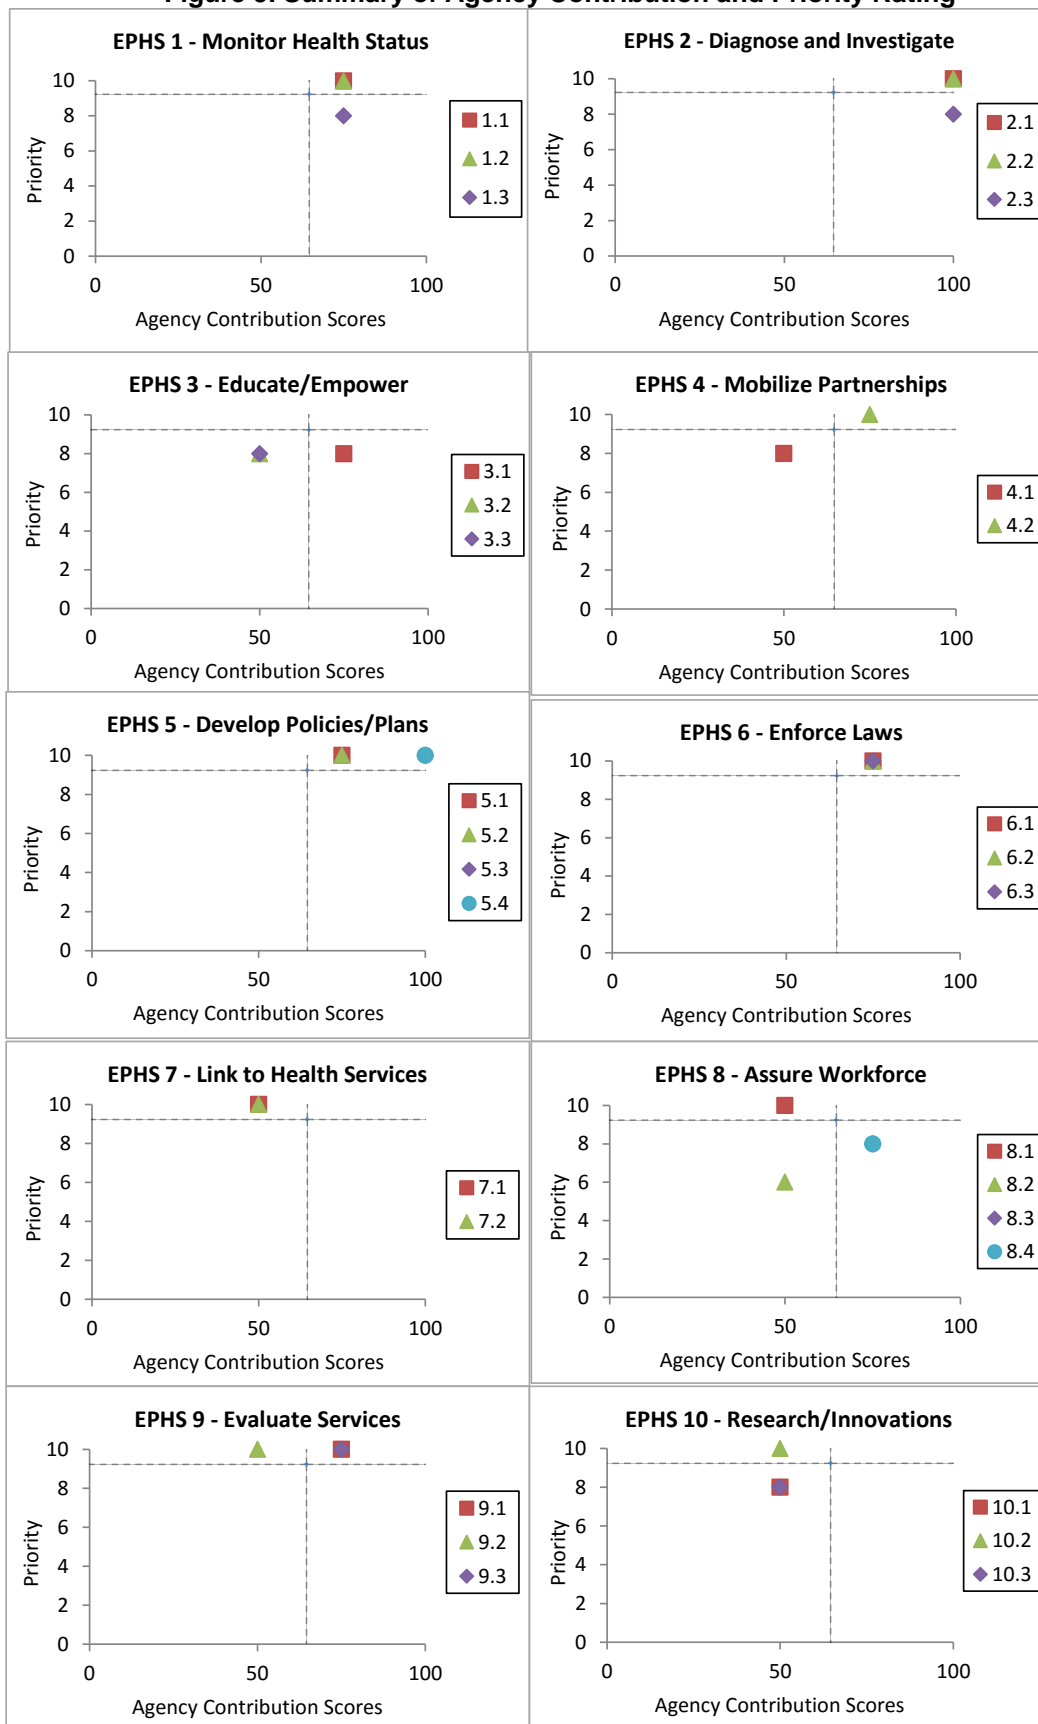 Figure Summary of Agency Contribution and Priority Rating
EPHS 1 - Monitor Health Status
10
8
6
4
2
0
Priority
0 50 100
Agency Contribution Scores
1.1
1.2
1.3
EPHS 2 - Diagnose and Investigate
10
8
6
4
2
0
Priority
0 50 100
Agency Contribution Scores
2.1
2.2
2.3
EPHS 3 - Educate/Empower
10
8
6
4
2
0
Priority
0 50 100
Agency Contribution Scores
3.1
3.2
3.3
EPHS 4 - Mobilize Partnerships
10
8
6
4
2
0
Priority
0 50 100
Agency Contribution Scores
4.1
4.2
EPHS 5 - Develop Policies/Plans
10
8
6
4
2
0
Priority
0 50 100
Agency Contribution Scores
5.1
5.2
5.3
5.4
EPHS 6 - Enforce Laws
10
8
6
4
2
0
Priority
0 50 100
Agency Contribution Scores
6.1
6.2
6.3
EPHS 7 - Link to Health Services
10
8
6
4
2
0
Priority
0 50 100
Agency Contribution Scores
7.1
7.2
EPHS 8 - Assure Workforce
10
8
6
4
2
0
Priority
0 50 100
Agency Contribution Scores
8.1
8.2
8.3
8.4
EPHS 9 - Evaluate Services
10
8
6
4
2
0
Priority
0 50 100
Agency Contribution Scores
9.1
9.2
9.3
EPHS 10 - Research/Innovations
10
8
6
4
2
0
Priority
0 50 100
Agency Contribution Scores
10.1
10.2
10.3